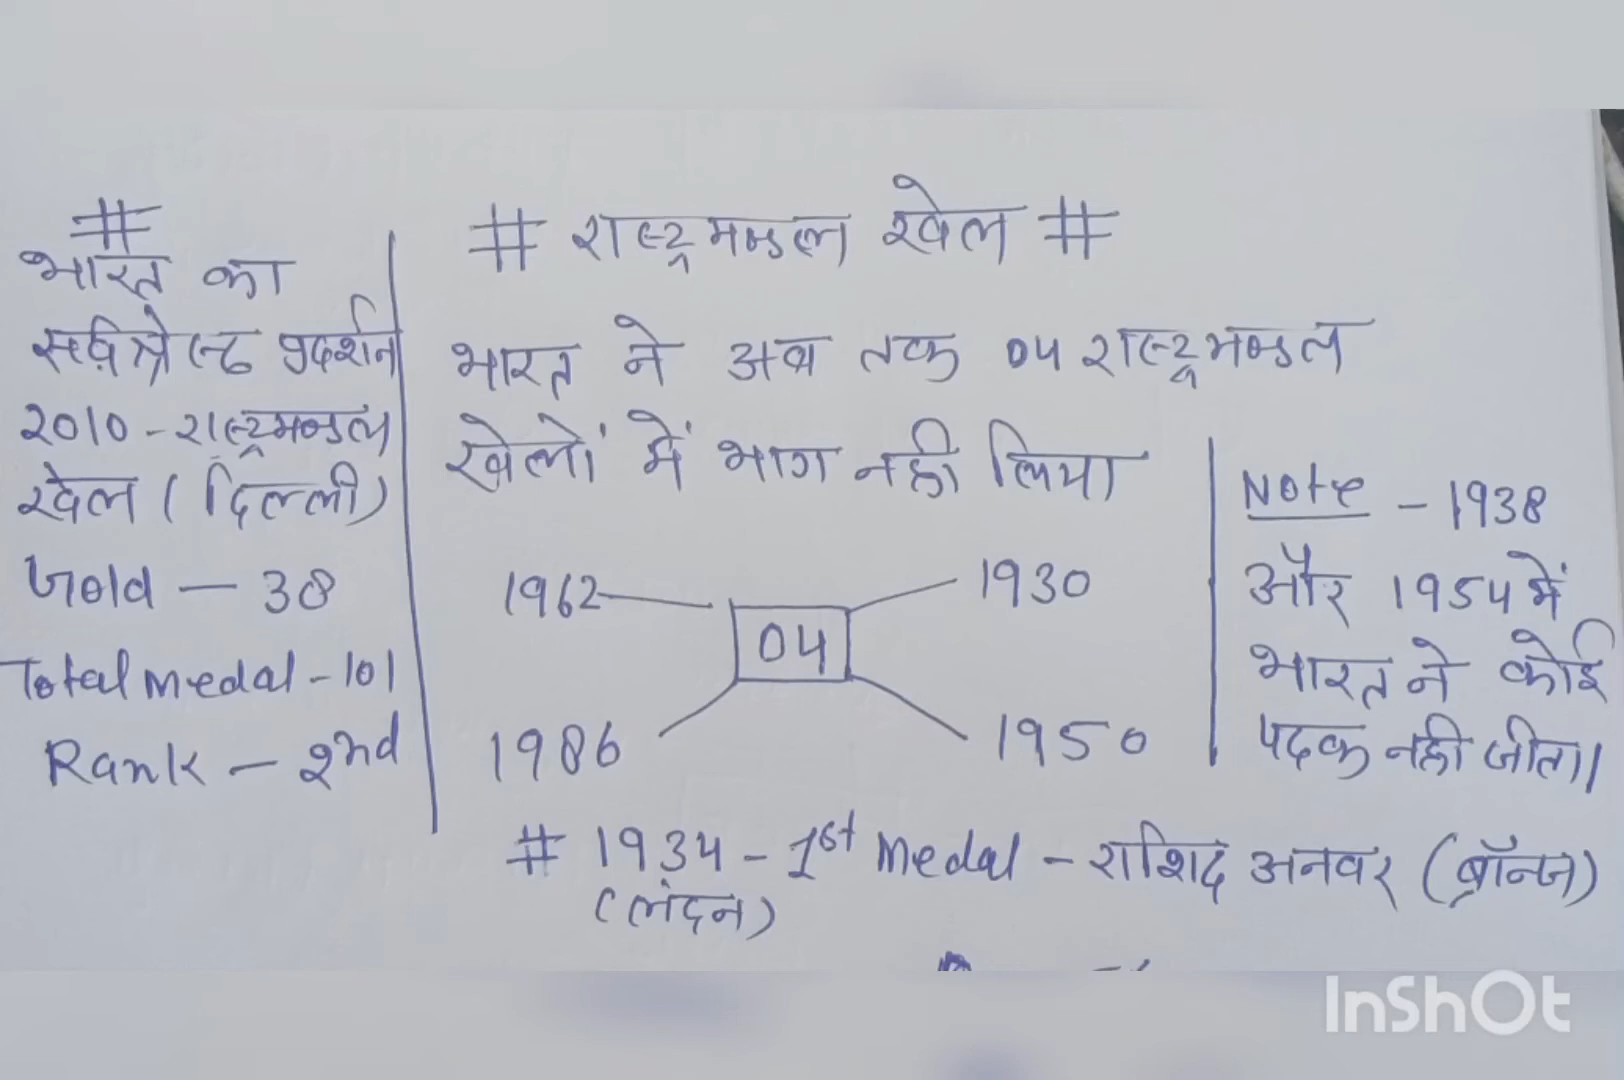 #
भारत का
सर्वश्रेष्ठ प्रदर्शन
2010 - राष्ट्रमण्डल
खेल (दिल्ली)
Gold - 38
Total medal - 101
Rank - 2nd
# राष्ट्रमण्डल खेल #
भारत ने अब तक 04 राष्ट्रमण्डल
खेलों में भाग नही लिया
1962
1930
04
1986
1950
Note - 1938
और 1954 में
भारत ने कोई
पदक नही जीता।
# 1934 - 1st medal - राशिद अनवर (ब्रॉन्ज)
(लंदन)
InShOt